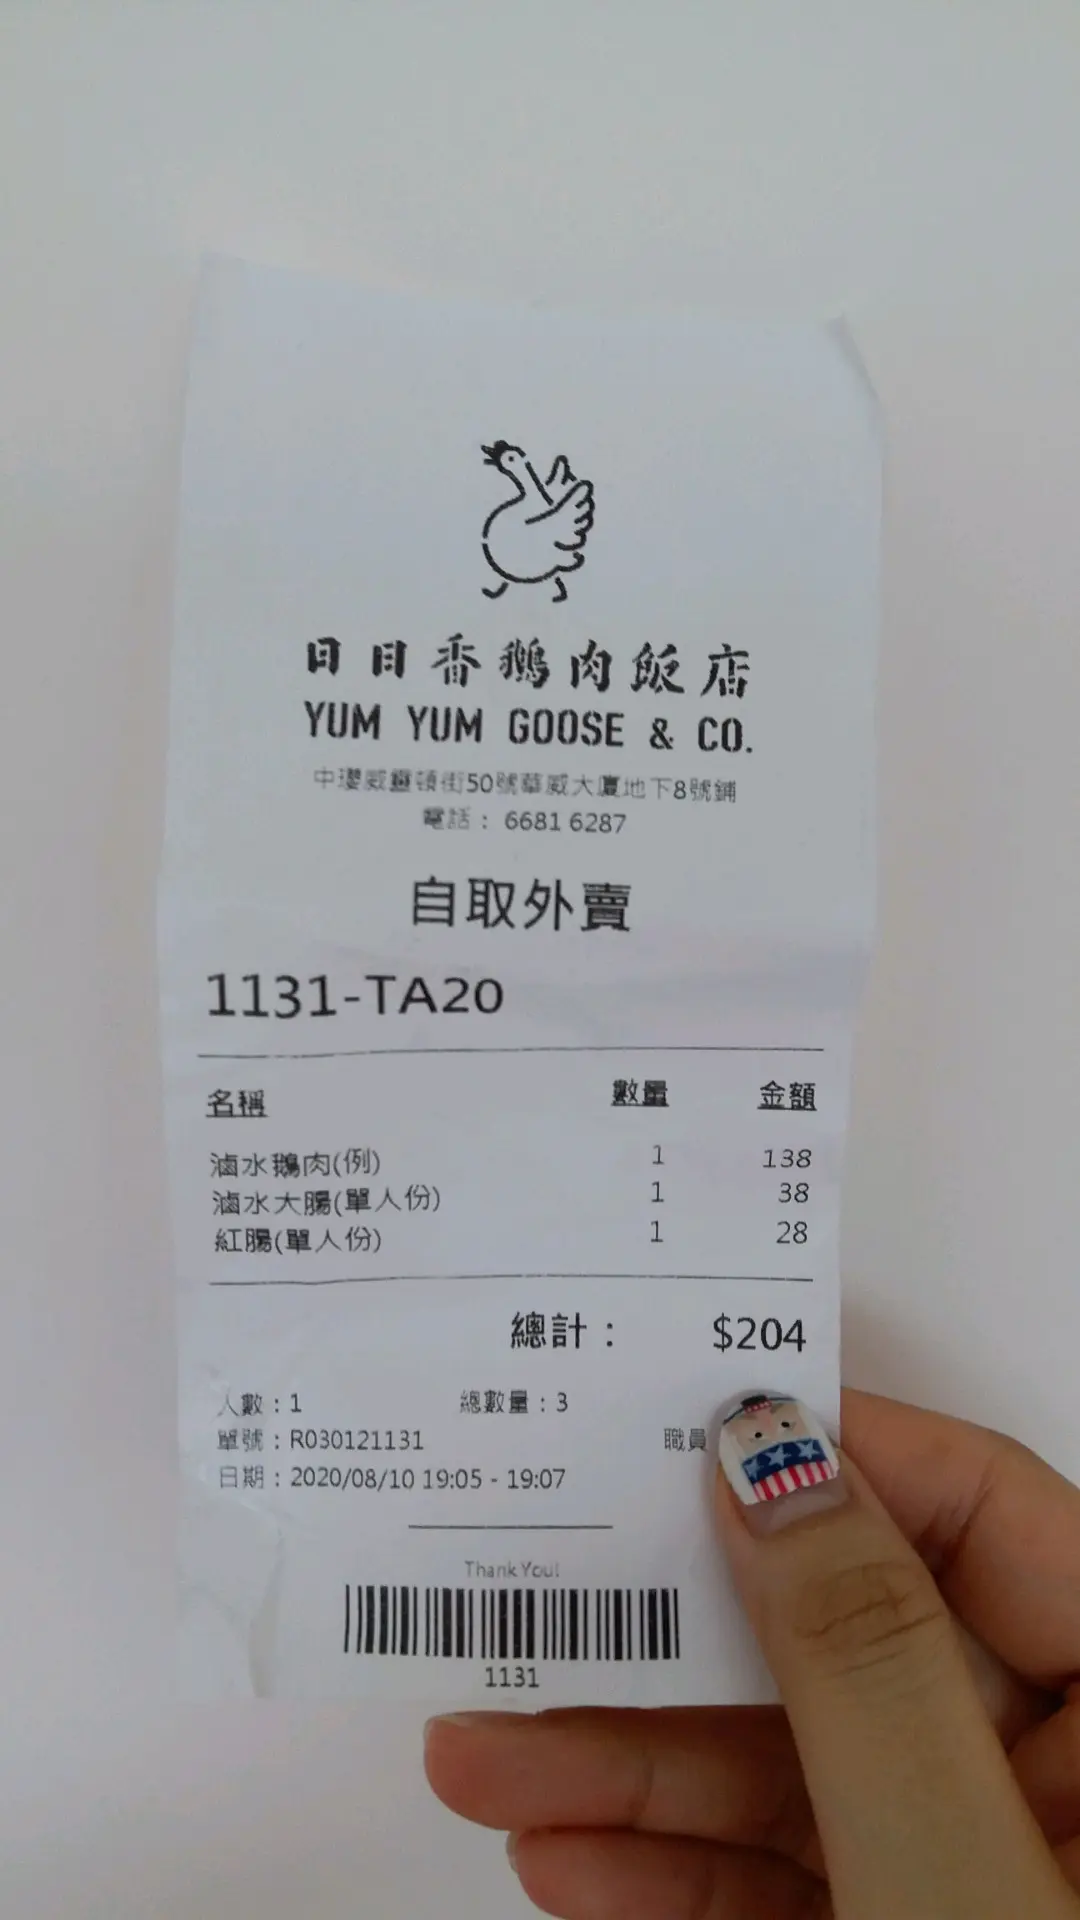 日日香鵝肉飯店
YUM YUM GOOSE & CO.
中環威靈頓街50號華威大廈地下8號鋪
電話： 6681 6287
自取外賣
1131-TA20
名稱 數量 金額
滷水鵝肉(例) 1 138
滷水大腸(單人份) 1 38
紅腸(單人份) 1 28
總計： $204
人數：1 總數量：3
單號：R030121131 職員
日期：2020/08/10 19:05 - 19:07
Thank You!
1131